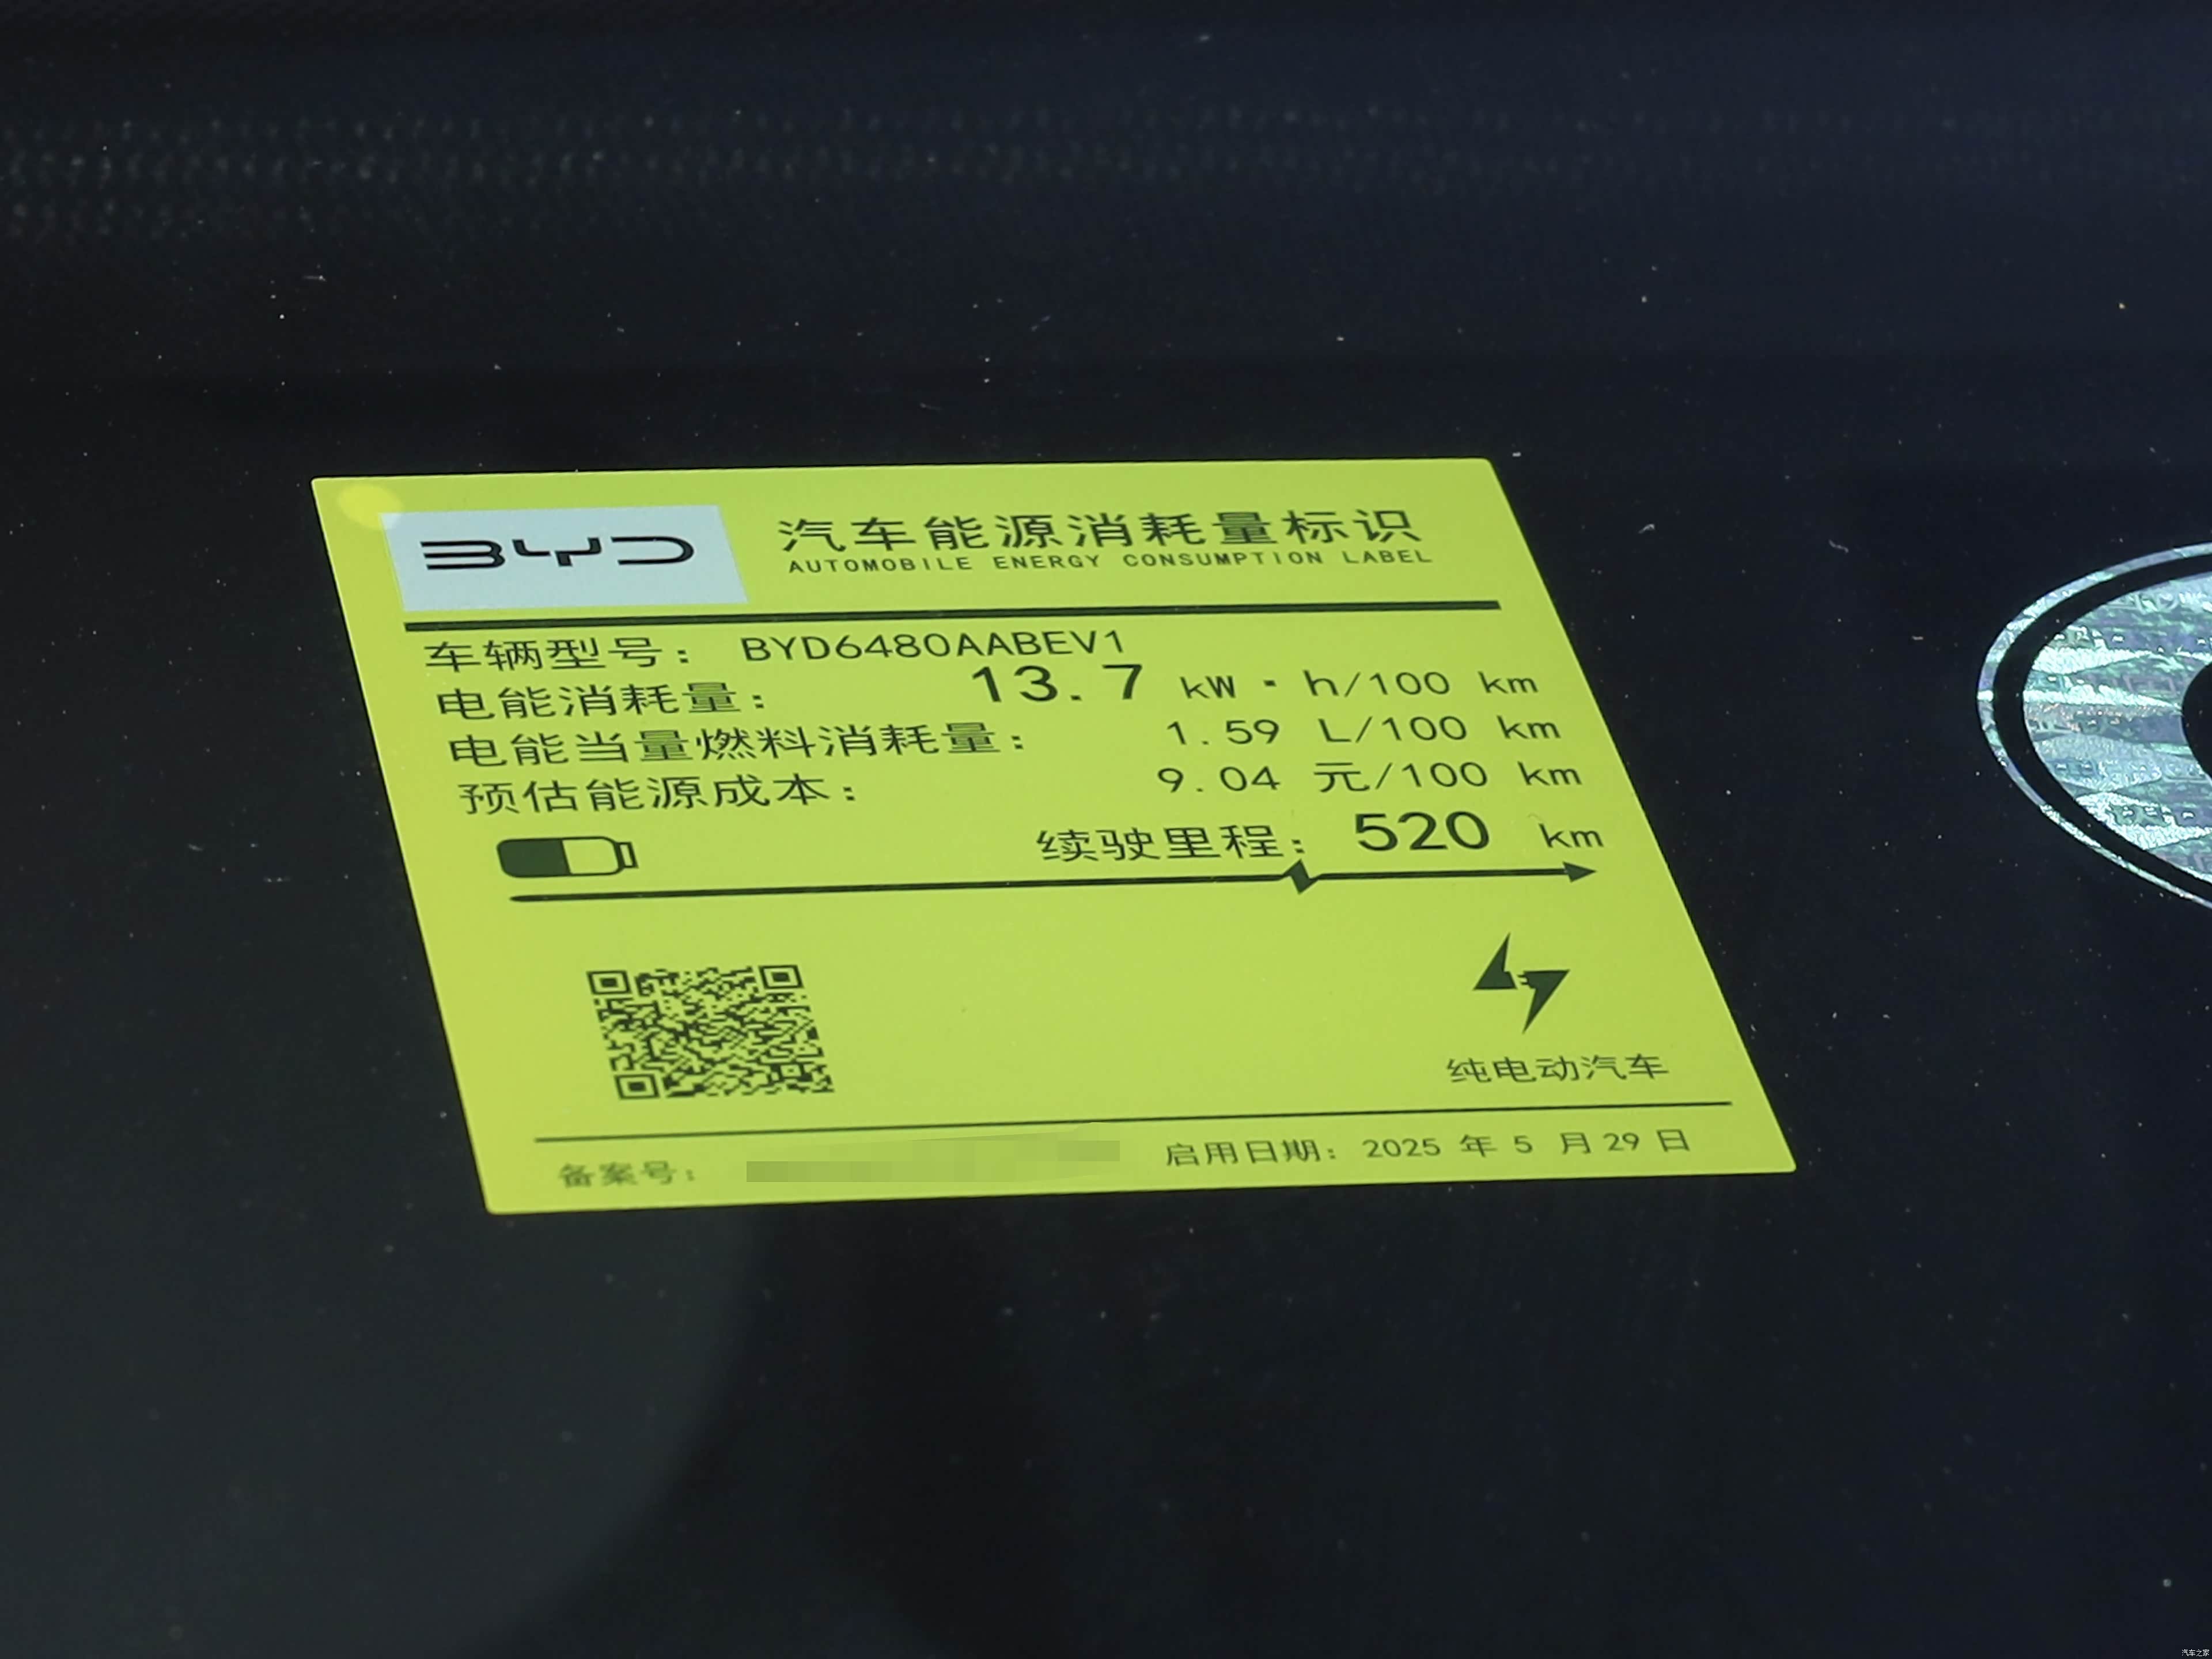 BYD
汽车能源消耗量标识
AUTOMOBILE ENERGY CONSUMPTION LABEL
车辆型号： BYD6480AABEV1
电能消耗量： 13.7 kW·h/100 km
电能当量燃料消耗量： 1.59 L/100 km
预估能源成本： 9.04 元/100 km
续驶里程： 520 km
纯电动汽车
备案号：
启用日期： 2025 年 5 月 29 日
汽车之家